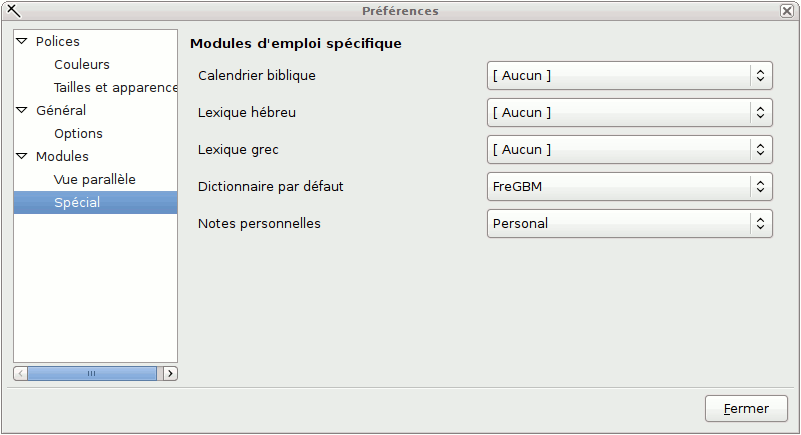 Préférences
Polices
Couleurs
Tailles et apparence
Général
Options
Modules
Vue parallèle
Spécial
Modules d'emploi spécifique
Calendrier biblique [ Aucun ]
Lexique hébreu [ Aucun ]
Lexique grec [ Aucun ]
Dictionnaire par défaut FreGBM
Notes personnelles Personal
Fermer